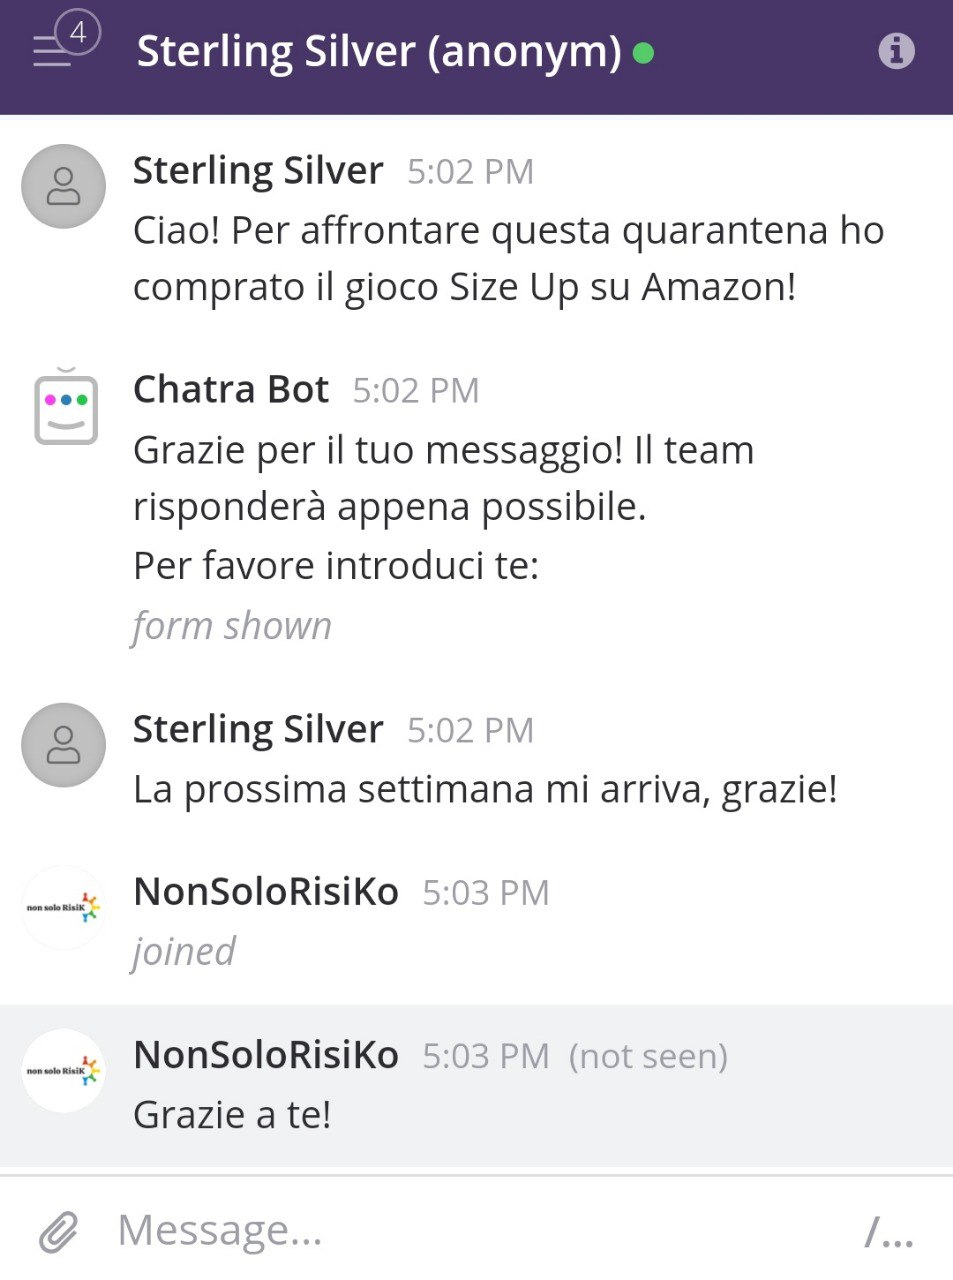 4
Sterling Silver (anonym)
Sterling Silver 5:02 PM
Ciao! Per affrontare questa quarantena ho
comprato il gioco Size Up su Amazon!
Chatra Bot 5:02 PM
Grazie per il tuo messaggio! Il team
risponderà appena possibile.
Per favore introduci te:
form shown
Sterling Silver 5:02 PM
La prossima settimana mi arriva, grazie!
non solo RisiK
NonSoloRisiKo 5:03 PM
joined
non solo RisiK
NonSoloRisiKo 5:03 PM (not seen)
Grazie a te!
Message... /...